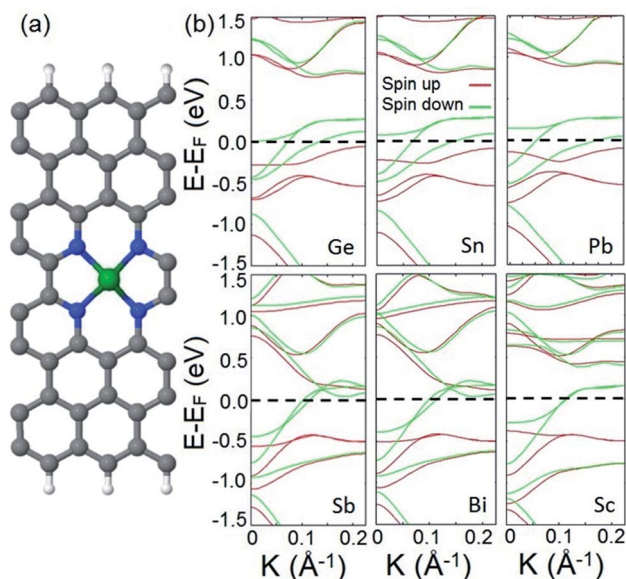 (a)
(b)
1.5
1.0
0.5
0.0
-0.5
-1.0
-1.5
E-E_F (eV)
Spin up
Spin down
Ge
Sn
Pb
1.5
1.0
0.5
0.0
-0.5
-1.0
-1.5
E-E_F (eV)
Sb
Bi
Sc
0 0.1 0.2
0 0.1 0.2
0 0.1 0.2
K (Å⁻¹)
K (Å⁻¹)
K (Å⁻¹)